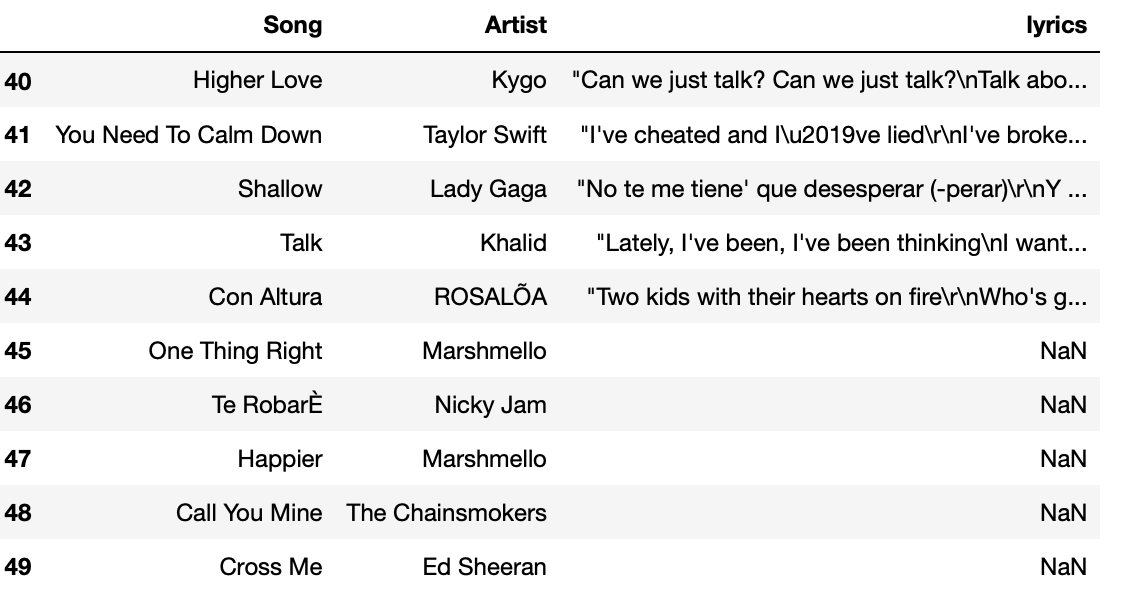 Song Artist lyrics
40 Higher Love Kygo "Can we just talk? Can we just talk?\nTalk abo...
41 You Need To Calm Down Taylor Swift "I've cheated and I\u2019ve lied\r\nI've broke...
42 Shallow Lady Gaga "No te me tiene' que desesperar (-perar)\r\nY ...
43 Talk Khalid "Lately, I've been, I've been thinking\nI want...
44 Con Altura ROSALÕA "Two kids with their hearts on fire\r\nWho's g...
45 One Thing Right Marshmello NaN
46 Te RobarÈ Nicky Jam NaN
47 Happier Marshmello NaN
48 Call You Mine The Chainsmokers NaN
49 Cross Me Ed Sheeran NaN